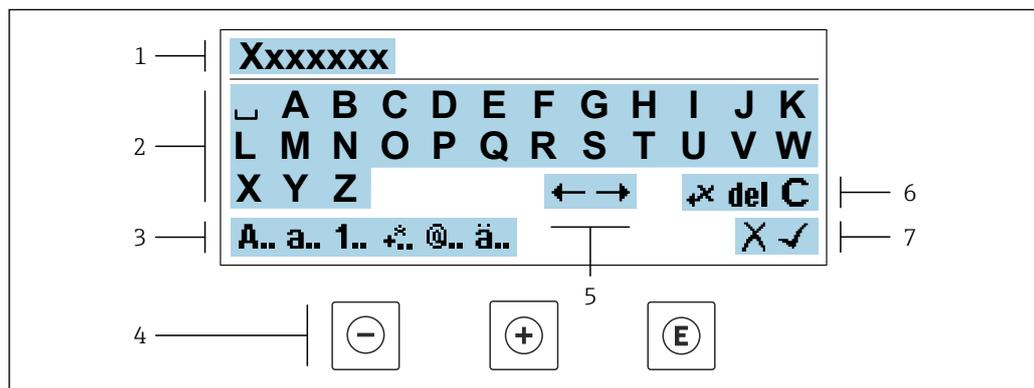 1 Xxxxxxx
2 ␣ A B C D E F G H I J K
L M N O P Q R S T U V W
X Y Z ← → del C 6
3 A.. a.. 1.. @.. ä.. X ✓ 7
5
4 − + E